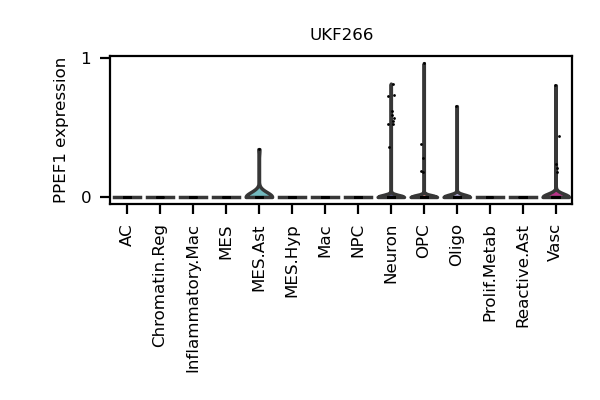 UKF266
PPEF1 expression
1
0
AC
Chromatin.Reg
Inflammatory.Mac
MES
MES.Ast
MES.Hyp
Mac
NPC
Neuron
OPC
Oligo
Prolif.Metab
Reactive.Ast
Vasc